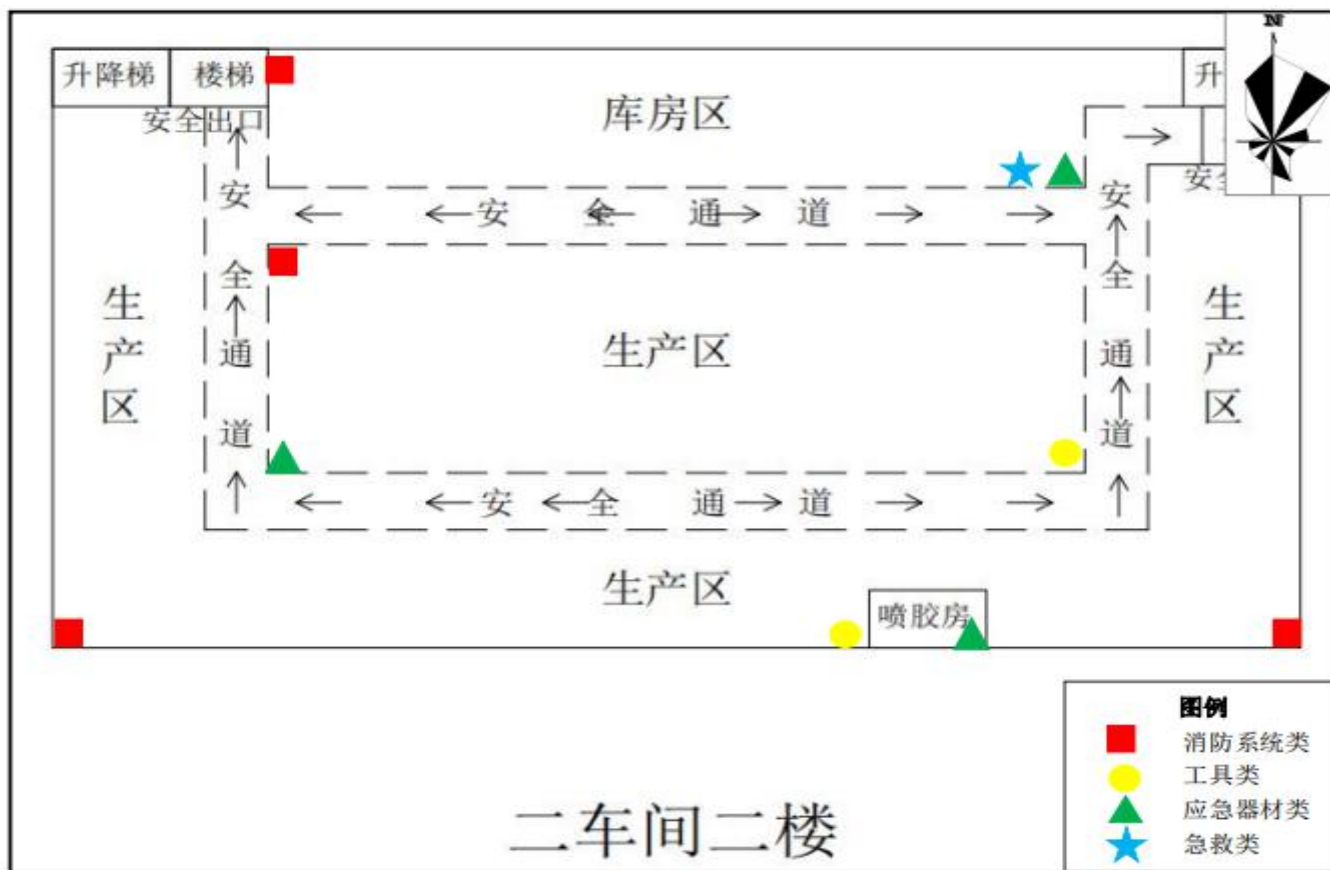 N
升降梯
楼梯
升
安全出口
库房区
安
安 全 通 道
安
安
全
通
道
全
通
道
生产区
生产区
生产区
安 全 通 道
生产区
喷胶房
图例
消防系统类
工具类
应急器材类
急救类
二车间二楼